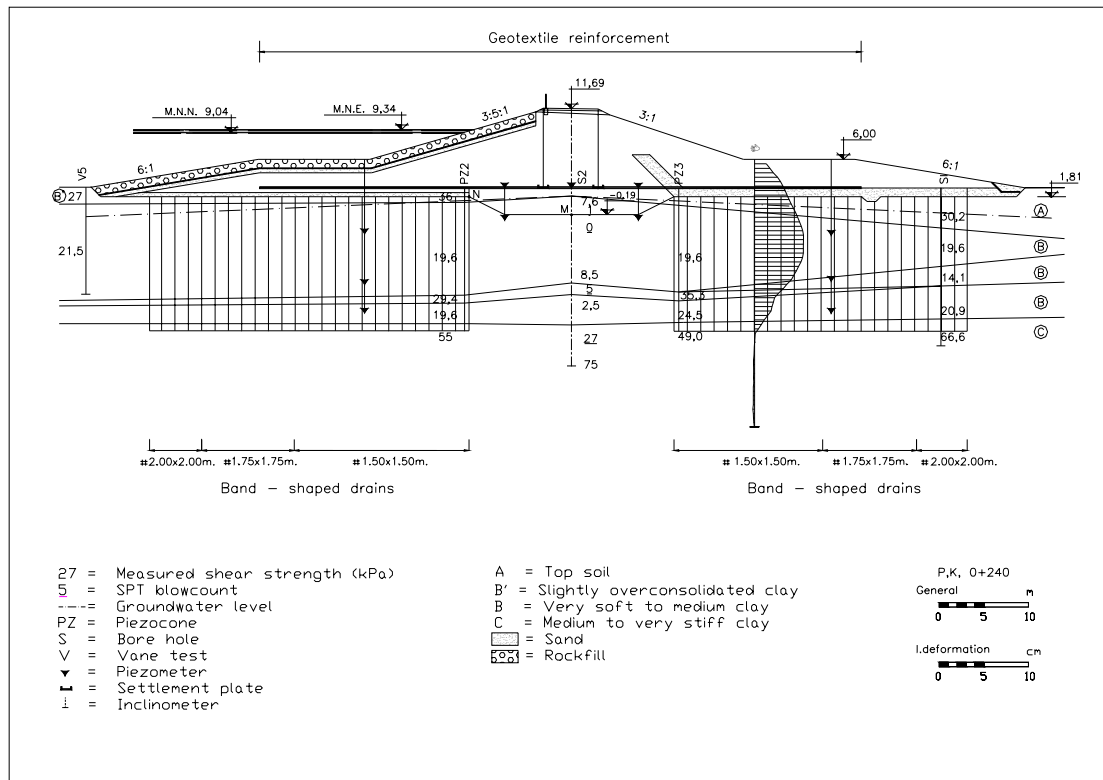 Geotextile reinforcement
11,69
M.N.N. 9,04
M.N.E. 9,34
3:5:1
3:1
6,00
6:1
6:1
1,81
V5
PZ2
S2
PZ3
S1
B' 27
36
N
7,6
-0,19
M
1
0
30,2
A
21,5
19,6
19,6
19,6
B
8,5
14,1
B
29,4
5
35,3
2,5
19,6
24,5
20,9
B
55
27
49,0
66,6
C
75
#2.00x2.00m.
#1.75x1.75m.
#1.50x1.50m.
# 1.50x1.50m.
#1.75x1.75m.
#2.00x2.00m.
Band - shaped drains
Band - shaped drains
27 = Measured shear strength (kPa)
5 = SPT blowcount
= Groundwater level
PZ = Piezocone
S = Bore hole
V = Vane test
= Piezometer
= Settlement plate
= Inclinometer
A = Top soil
B' = Slightly overconsolidated clay
B = Very soft to medium clay
C = Medium to very stiff clay
= Sand
= Rockfill
P,K, 0+240
General m
0 5 10
I.deformation cm
0 5 10